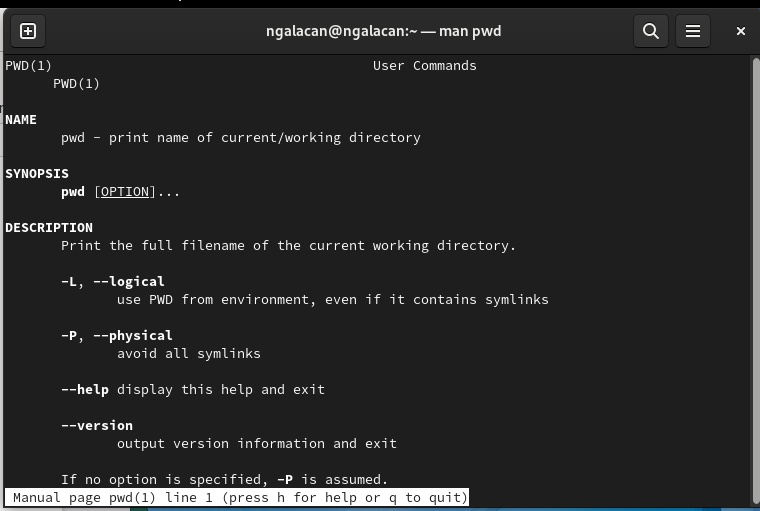 ngalacan@ngalacan:~ — man pwd
PWD(1) User Commands
PWD(1)
NAME
pwd - print name of current/working directory
SYNOPSIS
pwd [OPTION]...
DESCRIPTION
Print the full filename of the current working directory.
-L, --logical
use PWD from environment, even if it contains symlinks
-P, --physical
avoid all symlinks
--help display this help and exit
--version
output version information and exit
If no option is specified, -P is assumed.
Manual page pwd(1) line 1 (press h for help or q to quit)